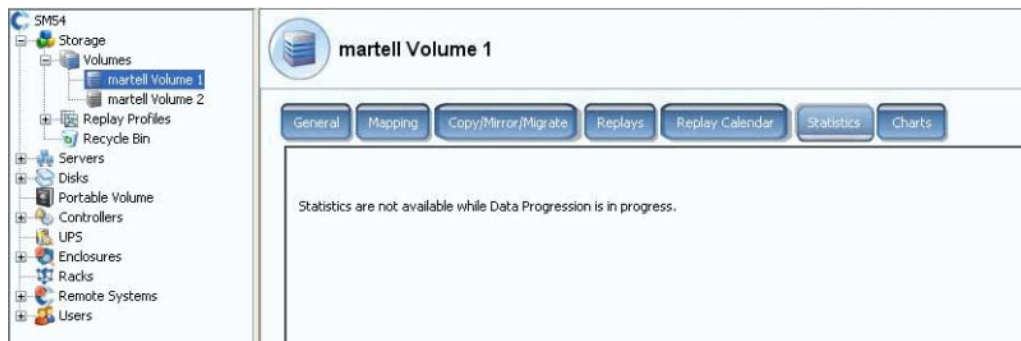 SM54
Storage
Volumes
martell Volume 1
martell Volume 2
Replay Profiles
Recycle Bin
Servers
Disks
Portable Volume
Controllers
UPS
Enclosures
Racks
Remote Systems
Users
martell Volume 1
General Mapping Copy/Mirror/Migrate Replays Replay Calendar Statistics Charts
Statistics are not available while Data Progression is in progress.